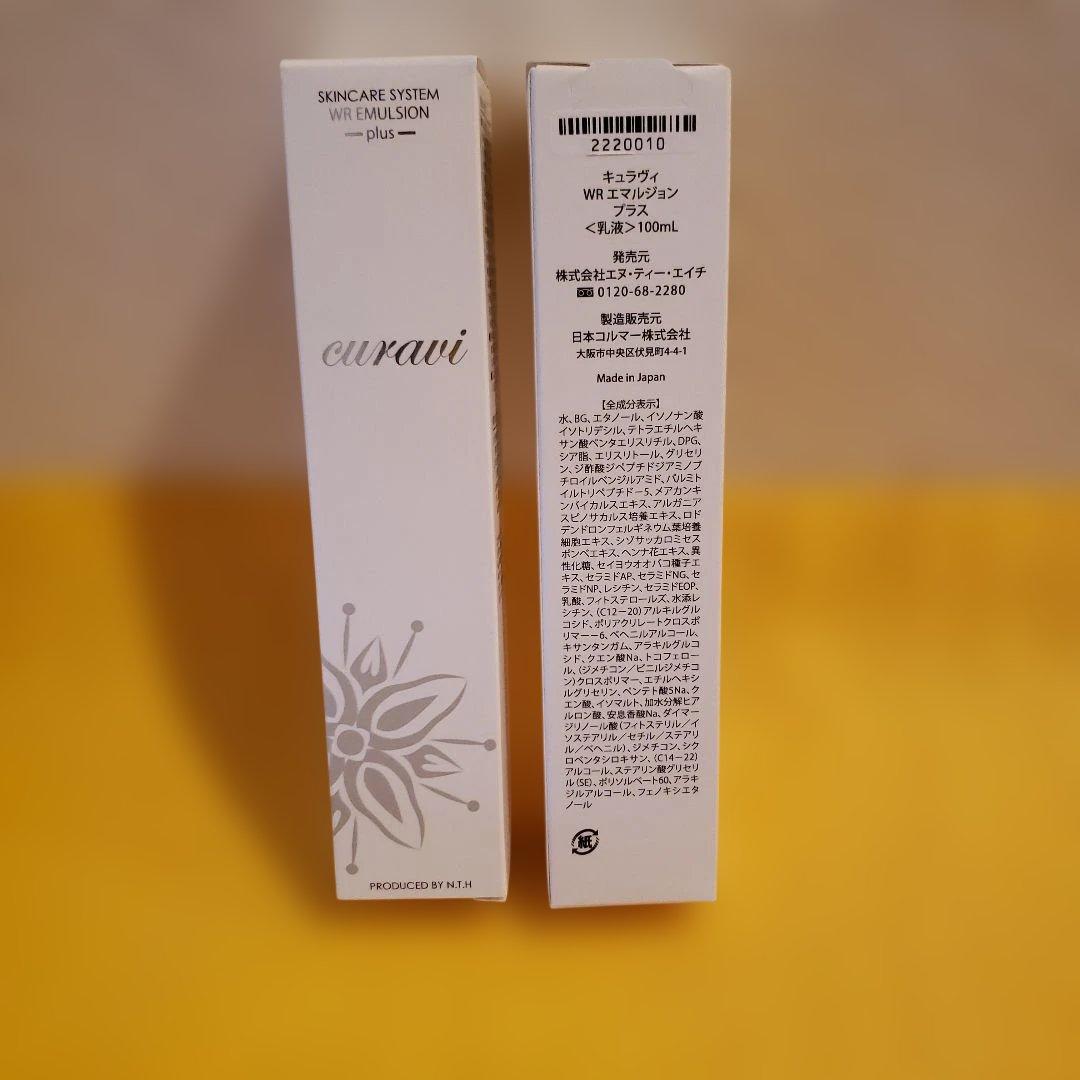 SKINCARE SYSTEM
WR EMULSION
plus
curavi
PRODUCED BY N.T.H
2220010
キュラヴィ
WR エマルジョン
プラス
＜乳液＞100mL
発売元
株式会社エヌ・ティー・エイチ
0120-68-2280
製造販売元
日本コルマー株式会社
大阪市中央区伏見町4-4-1
Made in Japan
【全成分表示】
水、BG、エタノール、イソノナン酸
イソトリデシル、テトラエチルヘキ
サン酸ペンタエリスリチル、DPG、
シア脂、エリスリトール、グリセリ
ン、ジ酢酸ジペプチドジアミノブ
チロイルベンジルアミド、パルミト
イルトリペプチド－5、メアカンキ
ンバイカルスエキス、アルガニア
スピノサカルス培養エキス、ロド
デンドロンフェルギネウム葉培養
細胞エキス、シゾサッカロミセス
ポンベエキス、ヘンナ花エキス、異
性化糖、セイヨウオオバコ種子エ
キス、セラミドAP、セラミドNG、セ
ラミドNP、レシチン、セラミドEOP、
乳酸、フィトステロールズ、水添レ
シチン、（C12－20）アルキルグル
コシド、ポリアクリレートクロスポ
リマー－6、ベヘニルアルコール、
キサンタンガム、アラキルグルコ
シド、クエン酸Na、トコフェロー
ル、（ジメチコン／ビニルジメチコ
ン）クロスポリマー、エチルヘキシ
ルグリセリン、ペンテト酸5Na、ク
エン酸、イソマルト、加水分解ヒア
ルロン酸、安息香酸Na、ダイマー
ジリノール酸（フィトステリル／イ
ソステアリル／セチル／ステアリ
ル／ベヘニル）、ジメチコン、シク
ロペンタシロキサン、（C14－22）
アルコール、ステアリン酸グリセリ
ル（SE）、ポリソルベート60、アラキ
ジルアルコール、フェノキシエタ
ノール
紙